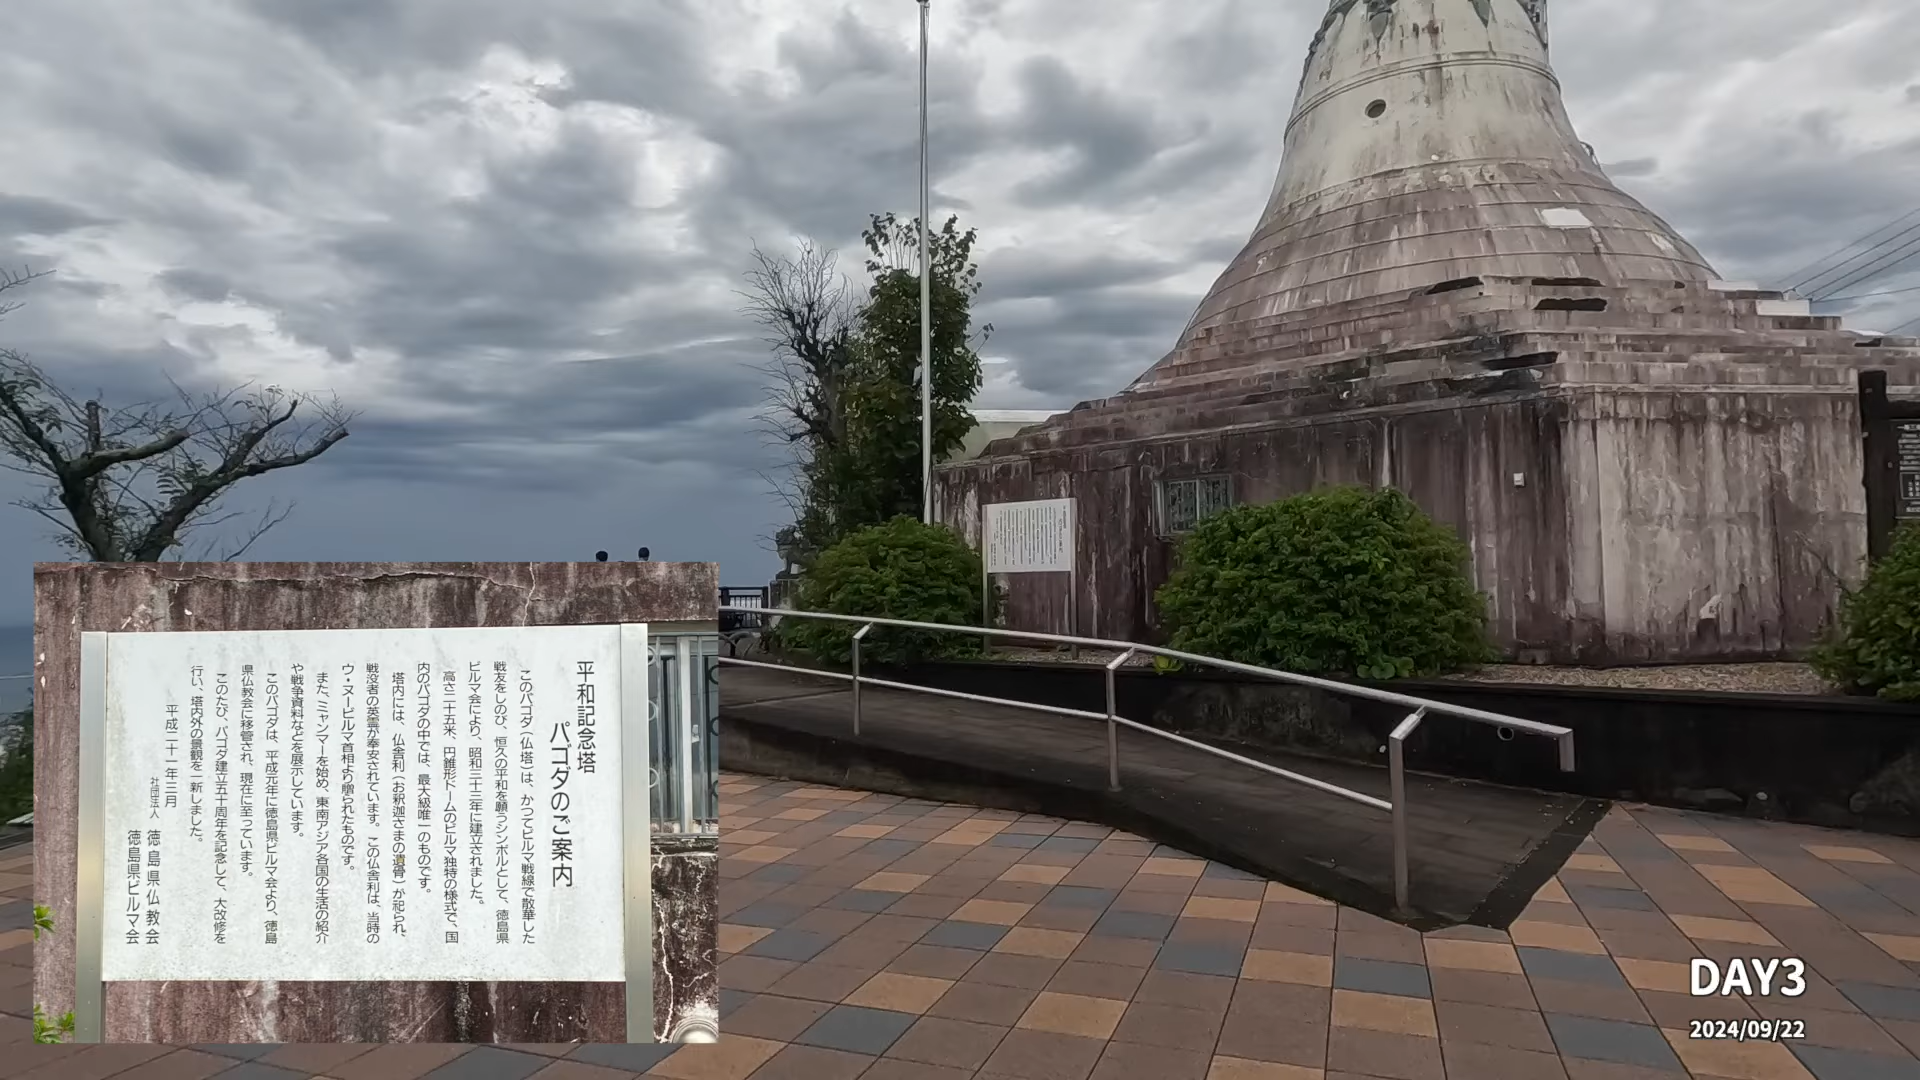 平和記念塔
パゴダのご案内
このパゴダ（仏塔）は、かつてビルマ戦線で散華した
戦友をしのび、恒久の平和を願うシンボルとして、徳島県
ビルマ会により、昭和三十三年に建立されました。
高さ二十五米、円錐形ドームのビルマ独特の様式で、国
内のパゴダの中では、最大級唯一のものです。
塔内には、仏舎利（お釈迦さまの遺骨）が祀られ、
戦没者の英霊が奉安されています。この仏舎利は、当時の
ウ・ヌービルマ首相より贈られたものです。
また、ミャンマーを始め、東南アジア各国の生活の紹介
や戦争資料などを展示しています。
このパゴダは、平成元年に徳島県ビルマ会より、徳島
県仏教会に移管され、現在に至っています。
このたび、パゴダ建立五十周年を記念して、大改修を
行い、塔内外の景観を一新しました。
平成二十一年三月
社団法人 徳島県仏教会
徳島県ビルマ会
DAY3
2024/09/22